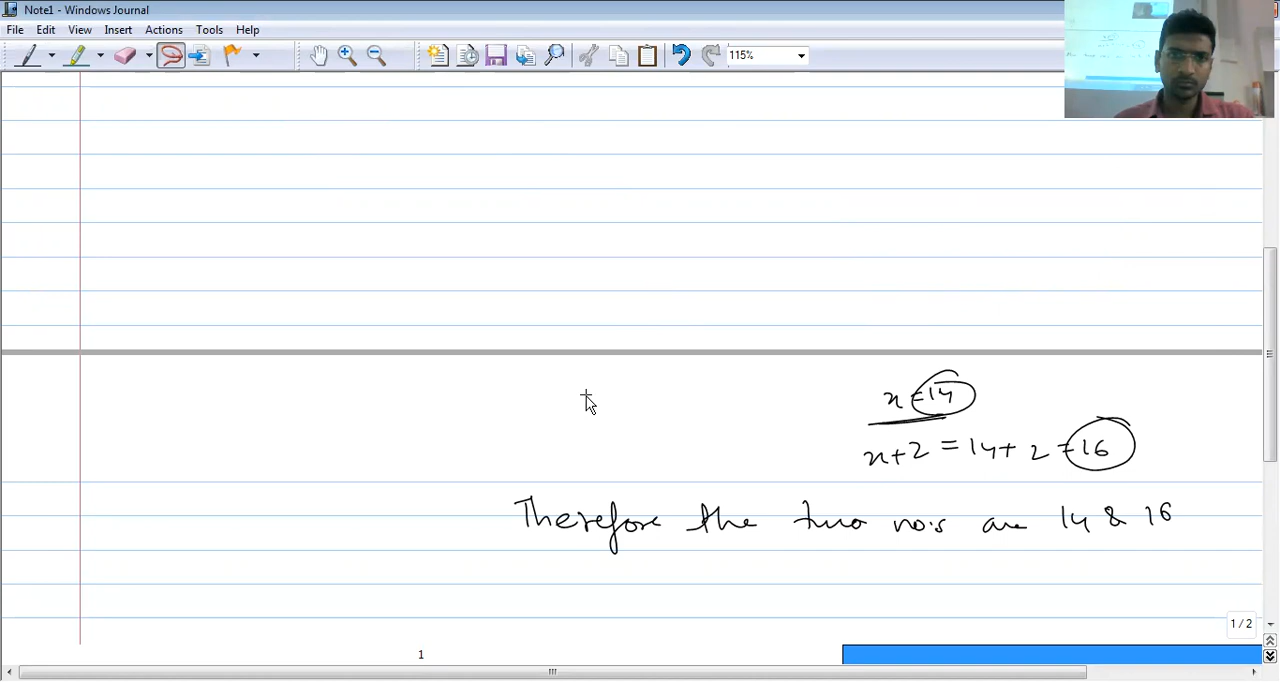 Note1 - Windows Journal
File Edit View Insert Actions Tools Help
115%
x = 14
x+2 = 14+ 2 = 16
Therefore the two no.s are 14 & 16
1 / 2
1